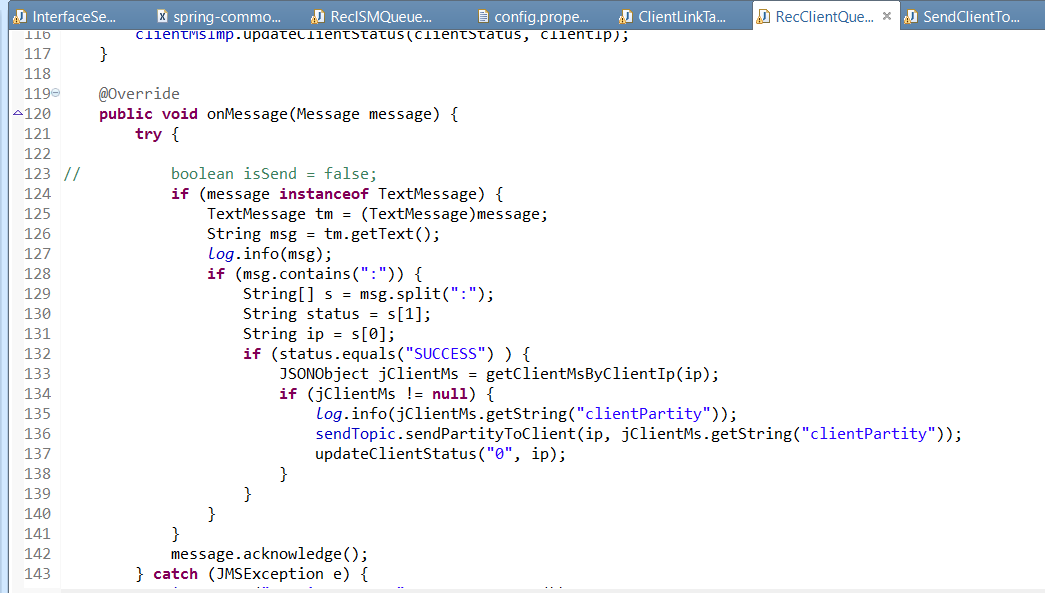 InterfaceSe... spring-commo... RecISMQueue... config.prope... ClientLinkTa... RecClientQue... SendClientTo...
116 clientMsImp.updateClientStatus(clientStatus, clientIp);
117 }
118
119 @Override
120 public void onMessage(Message message) {
121 try {
122
123 // boolean isSend = false;
124 if (message instanceof TextMessage) {
125 TextMessage tm = (TextMessage)message;
126 String msg = tm.getText();
127 log.info(msg);
128 if (msg.contains(":")) {
129 String[] s = msg.split(":");
130 String status = s[1];
131 String ip = s[0];
132 if (status.equals("SUCCESS") ) {
133 JSONObject jClientMs = getClientMsByClientIp(ip);
134 if (jClientMs != null) {
135 log.info(jClientMs.getString("clientPartity"));
136 sendTopic.sendPartityToClient(ip, jClientMs.getString("clientPartity"));
137 updateClientStatus("0", ip);
138 }
139 }
140 }
141 }
142 message.acknowledge();
143 } catch (JMSException e) {